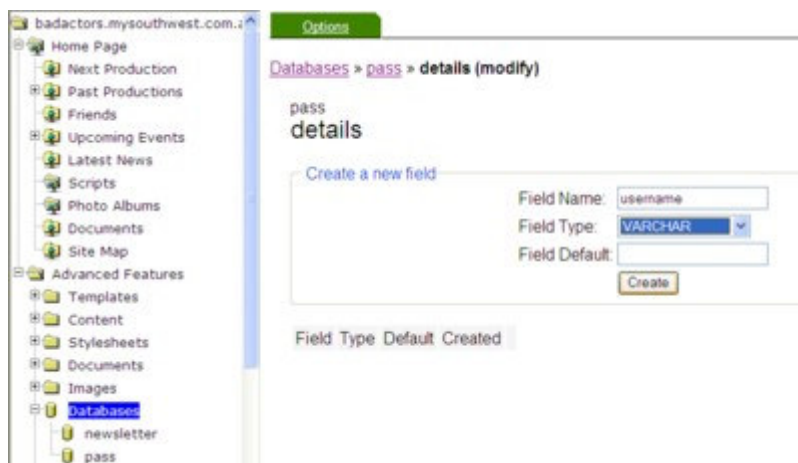 badactors.mysouthwest.com.a
Home Page
Next Production
Past Productions
Friends
Upcoming Events
Latest News
Scripts
Photo Albums
Documents
Site Map
Advanced Features
Templates
Content
Stylesheets
Documents
Images
Databases
newsletter
pass
Options
Databases » pass » details (modify)
pass
details
Create a new field
Field Name: username
Field Type: VARCHAR
Field Default:
Create
Field Type Default Created